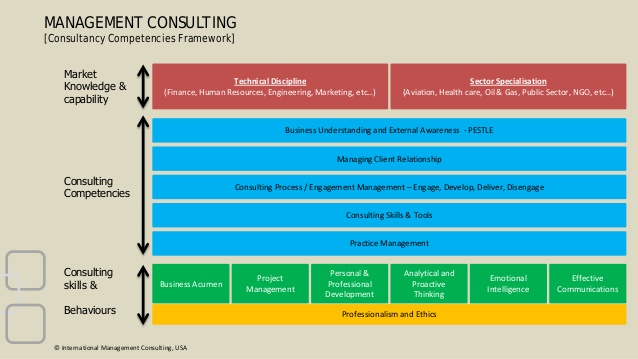 MANAGEMENT CONSULTING
[Consultancy Competencies Framework]
Market
Knowledge &
capability
Technical Discipline
(Finance, Human Resources, Engineering, Marketing, etc...)
Sector Specialisation
(Aviation, Health care, Oil & Gas, Public Sector, NGO, etc...)
Consulting
Competencies
Business Understanding and External Awareness - PESTLE
Managing Client Relationship
Consulting Process / Engagement Management – Engage, Develop, Deliver, Disengage
Consulting Skills & Tools
Practice Management
Consulting
skills &
Behaviours
Business Acumen
Project
Management
Personal &
Professional
Development
Analytical and
Proactive
Thinking
Emotional
Intelligence
Effective
Communications
Professionalism and Ethics
© International Management Consulting, USA